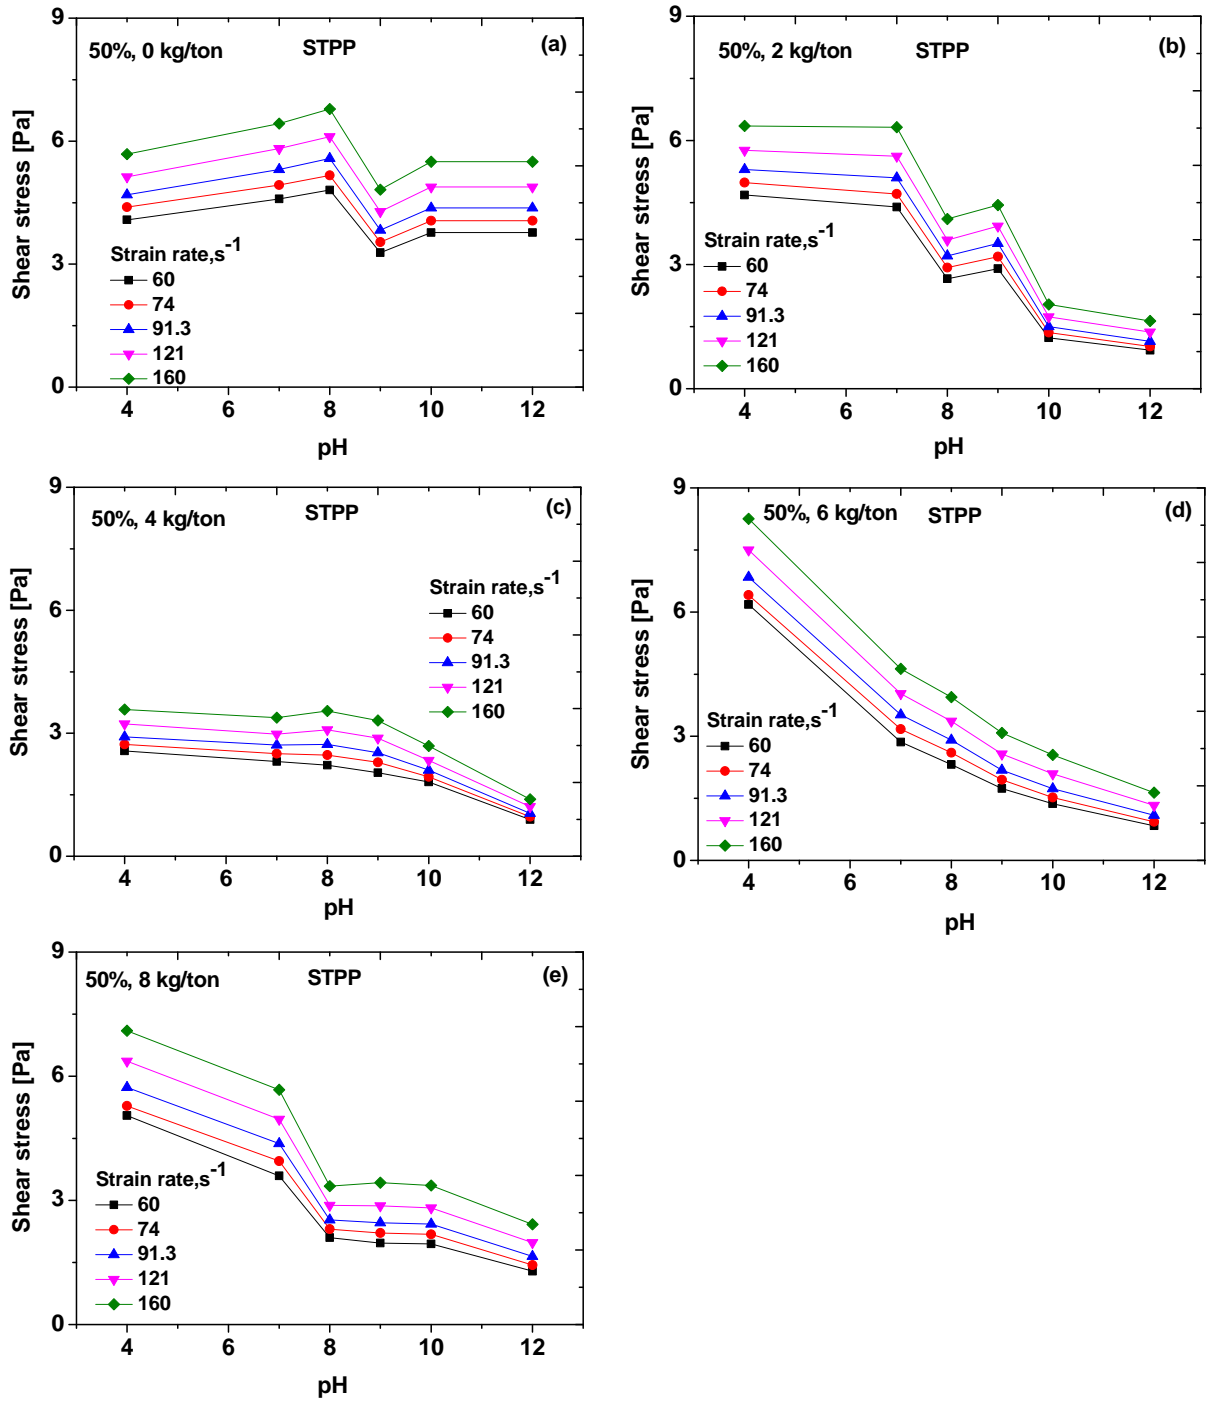 50%, 0 kg/ton STPP (a)
Shear stress [Pa]
9
6
3
0
Strain rate,s-1
60
74
91.3
121
160
4 6 8 10 12
pH
50%, 2 kg/ton STPP (b)
Shear stress [Pa]
9
6
3
0
Strain rate,s-1
60
74
91.3
121
160
4 6 8 10 12
pH
50%, 4 kg/ton STPP (c)
Shear stress [Pa]
9
6
3
0
Strain rate,s-1
60
74
91.3
121
160
4 6 8 10 12
pH
50%, 6 kg/ton STPP (d)
Shear stress [Pa]
9
6
3
0
Strain rate,s-1
60
74
91.3
121
160
4 6 8 10 12
pH
50%, 8 kg/ton STPP (e)
Shear stress [Pa]
9
6
3
0
Strain rate,s-1
60
74
91.3
121
160
4 6 8 10 12
pH